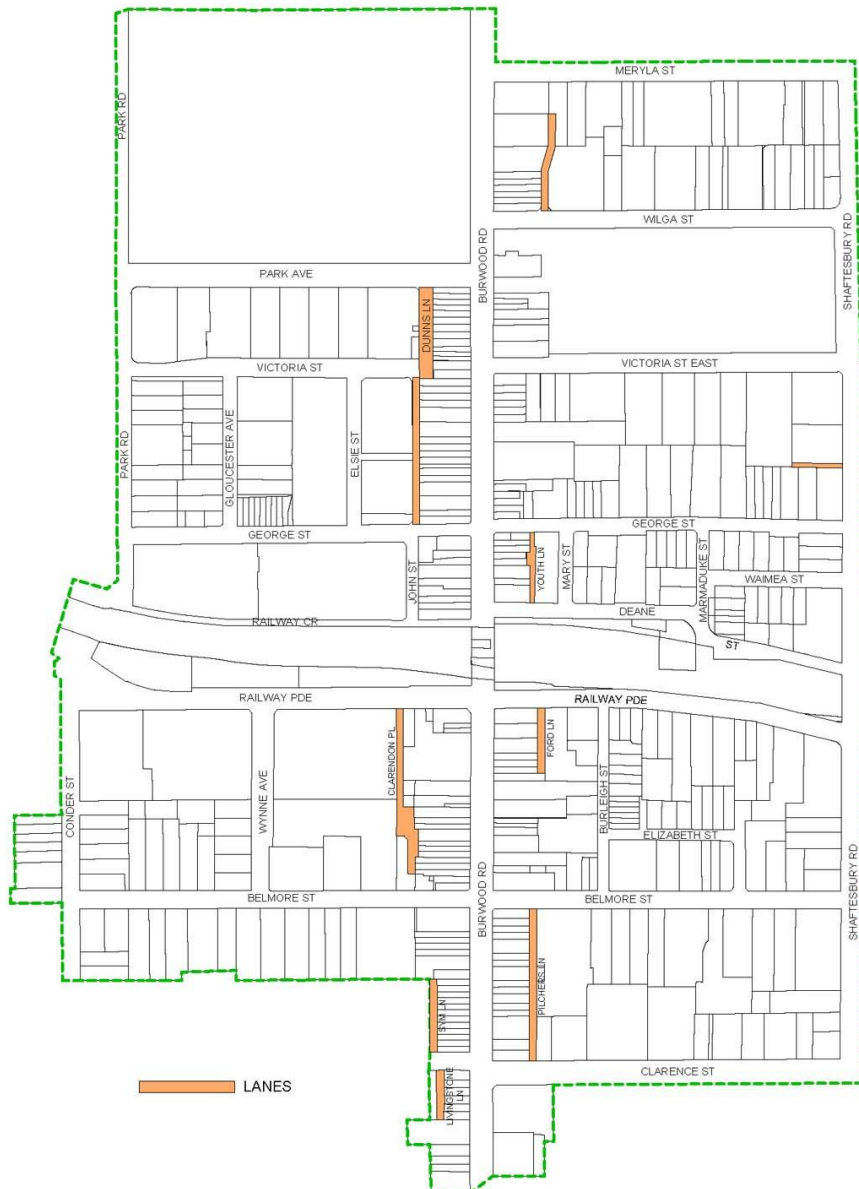 MERYLA ST
PARK RD
WILGA ST
BURWOOD RD
SHAFTESBURY RD
PARK AVE
DUNNS LN
VICTORIA ST
VICTORIA ST EAST
PARK RD
GLOUCESTER AVE
ELSIE ST
GEORGE ST
GEORGE ST
JOHN ST
YOUTH LN
MARY ST
MARMADUKE ST
WAIMEA ST
RAILWAY CR
DEANE
ST
RAILWAY PDE
RAILWAY PDE
CONDER ST
WYNNE AVE
CLARENDON PL
FORD LN
BURLEIGH ST
ELIZABETH ST
BELMORE ST
BURWOOD RD
BELMORE ST
SHAFTESBURY RD
SYM LN
PILCHERS LN
CLARENCE ST
LIVINGSTONE
LN
LANES